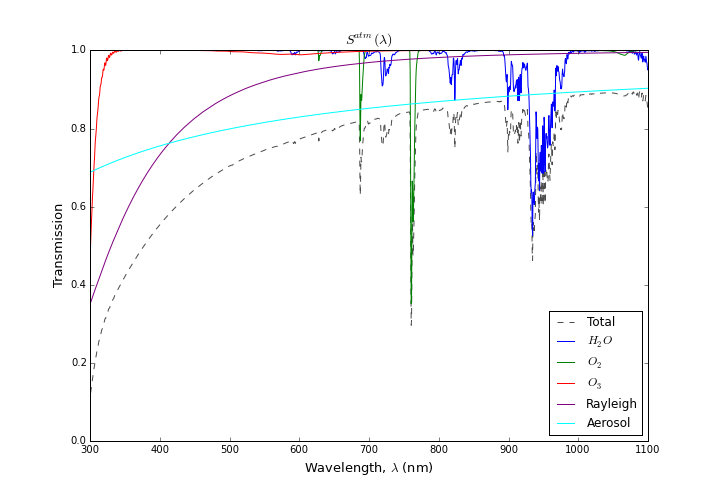 S^{atm}(λ)
1.0
0.8
0.6
0.4
0.2
0.0
Transmission
300 400 500 600 700 800 900 1000 1100
Wavelength, λ (nm)
Total
H₂O
O₂
O₃
Rayleigh
Aerosol